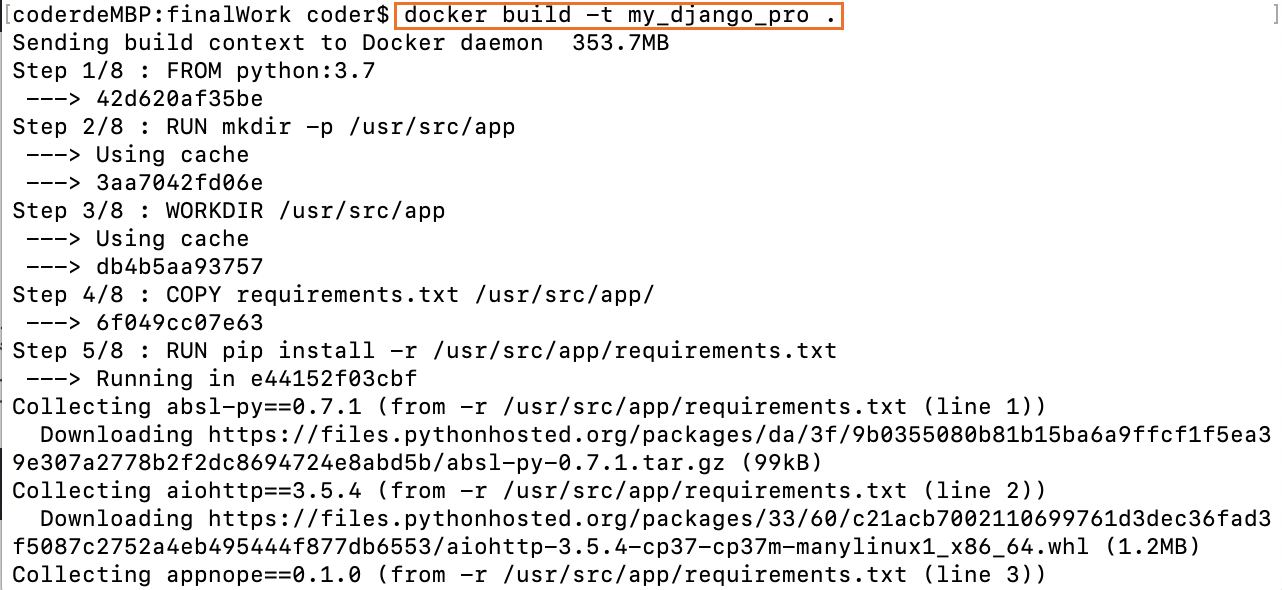 [coderdeMBP:finalWork coder$ docker build -t my_django_pro . ]
Sending build context to Docker daemon  353.7MB
Step 1/8 : FROM python:3.7
 ---> 42d620af35be
Step 2/8 : RUN mkdir -p /usr/src/app
 ---> Using cache
 ---> 3aa7042fd06e
Step 3/8 : WORKDIR /usr/src/app
 ---> Using cache
 ---> db4b5aa93757
Step 4/8 : COPY requirements.txt /usr/src/app/
 ---> 6f049cc07e63
Step 5/8 : RUN pip install -r /usr/src/app/requirements.txt
 ---> Running in e44152f03cbf
Collecting absl-py==0.7.1 (from -r /usr/src/app/requirements.txt (line 1))
  Downloading https://files.pythonhosted.org/packages/da/3f/9b0355080b81b15ba6a9ffcf1f5ea3
9e307a2778b2f2dc8694724e8abd5b/absl-py-0.7.1.tar.gz (99kB)
Collecting aiohttp==3.5.4 (from -r /usr/src/app/requirements.txt (line 2))
  Downloading https://files.pythonhosted.org/packages/33/60/c21acb7002110699761d3dec36fad3
f5087c2752a4eb495444f877db6553/aiohttp-3.5.4-cp37-cp37m-manylinux1_x86_64.whl (1.2MB)
Collecting appnope==0.1.0 (from -r /usr/src/app/requirements.txt (line 3))